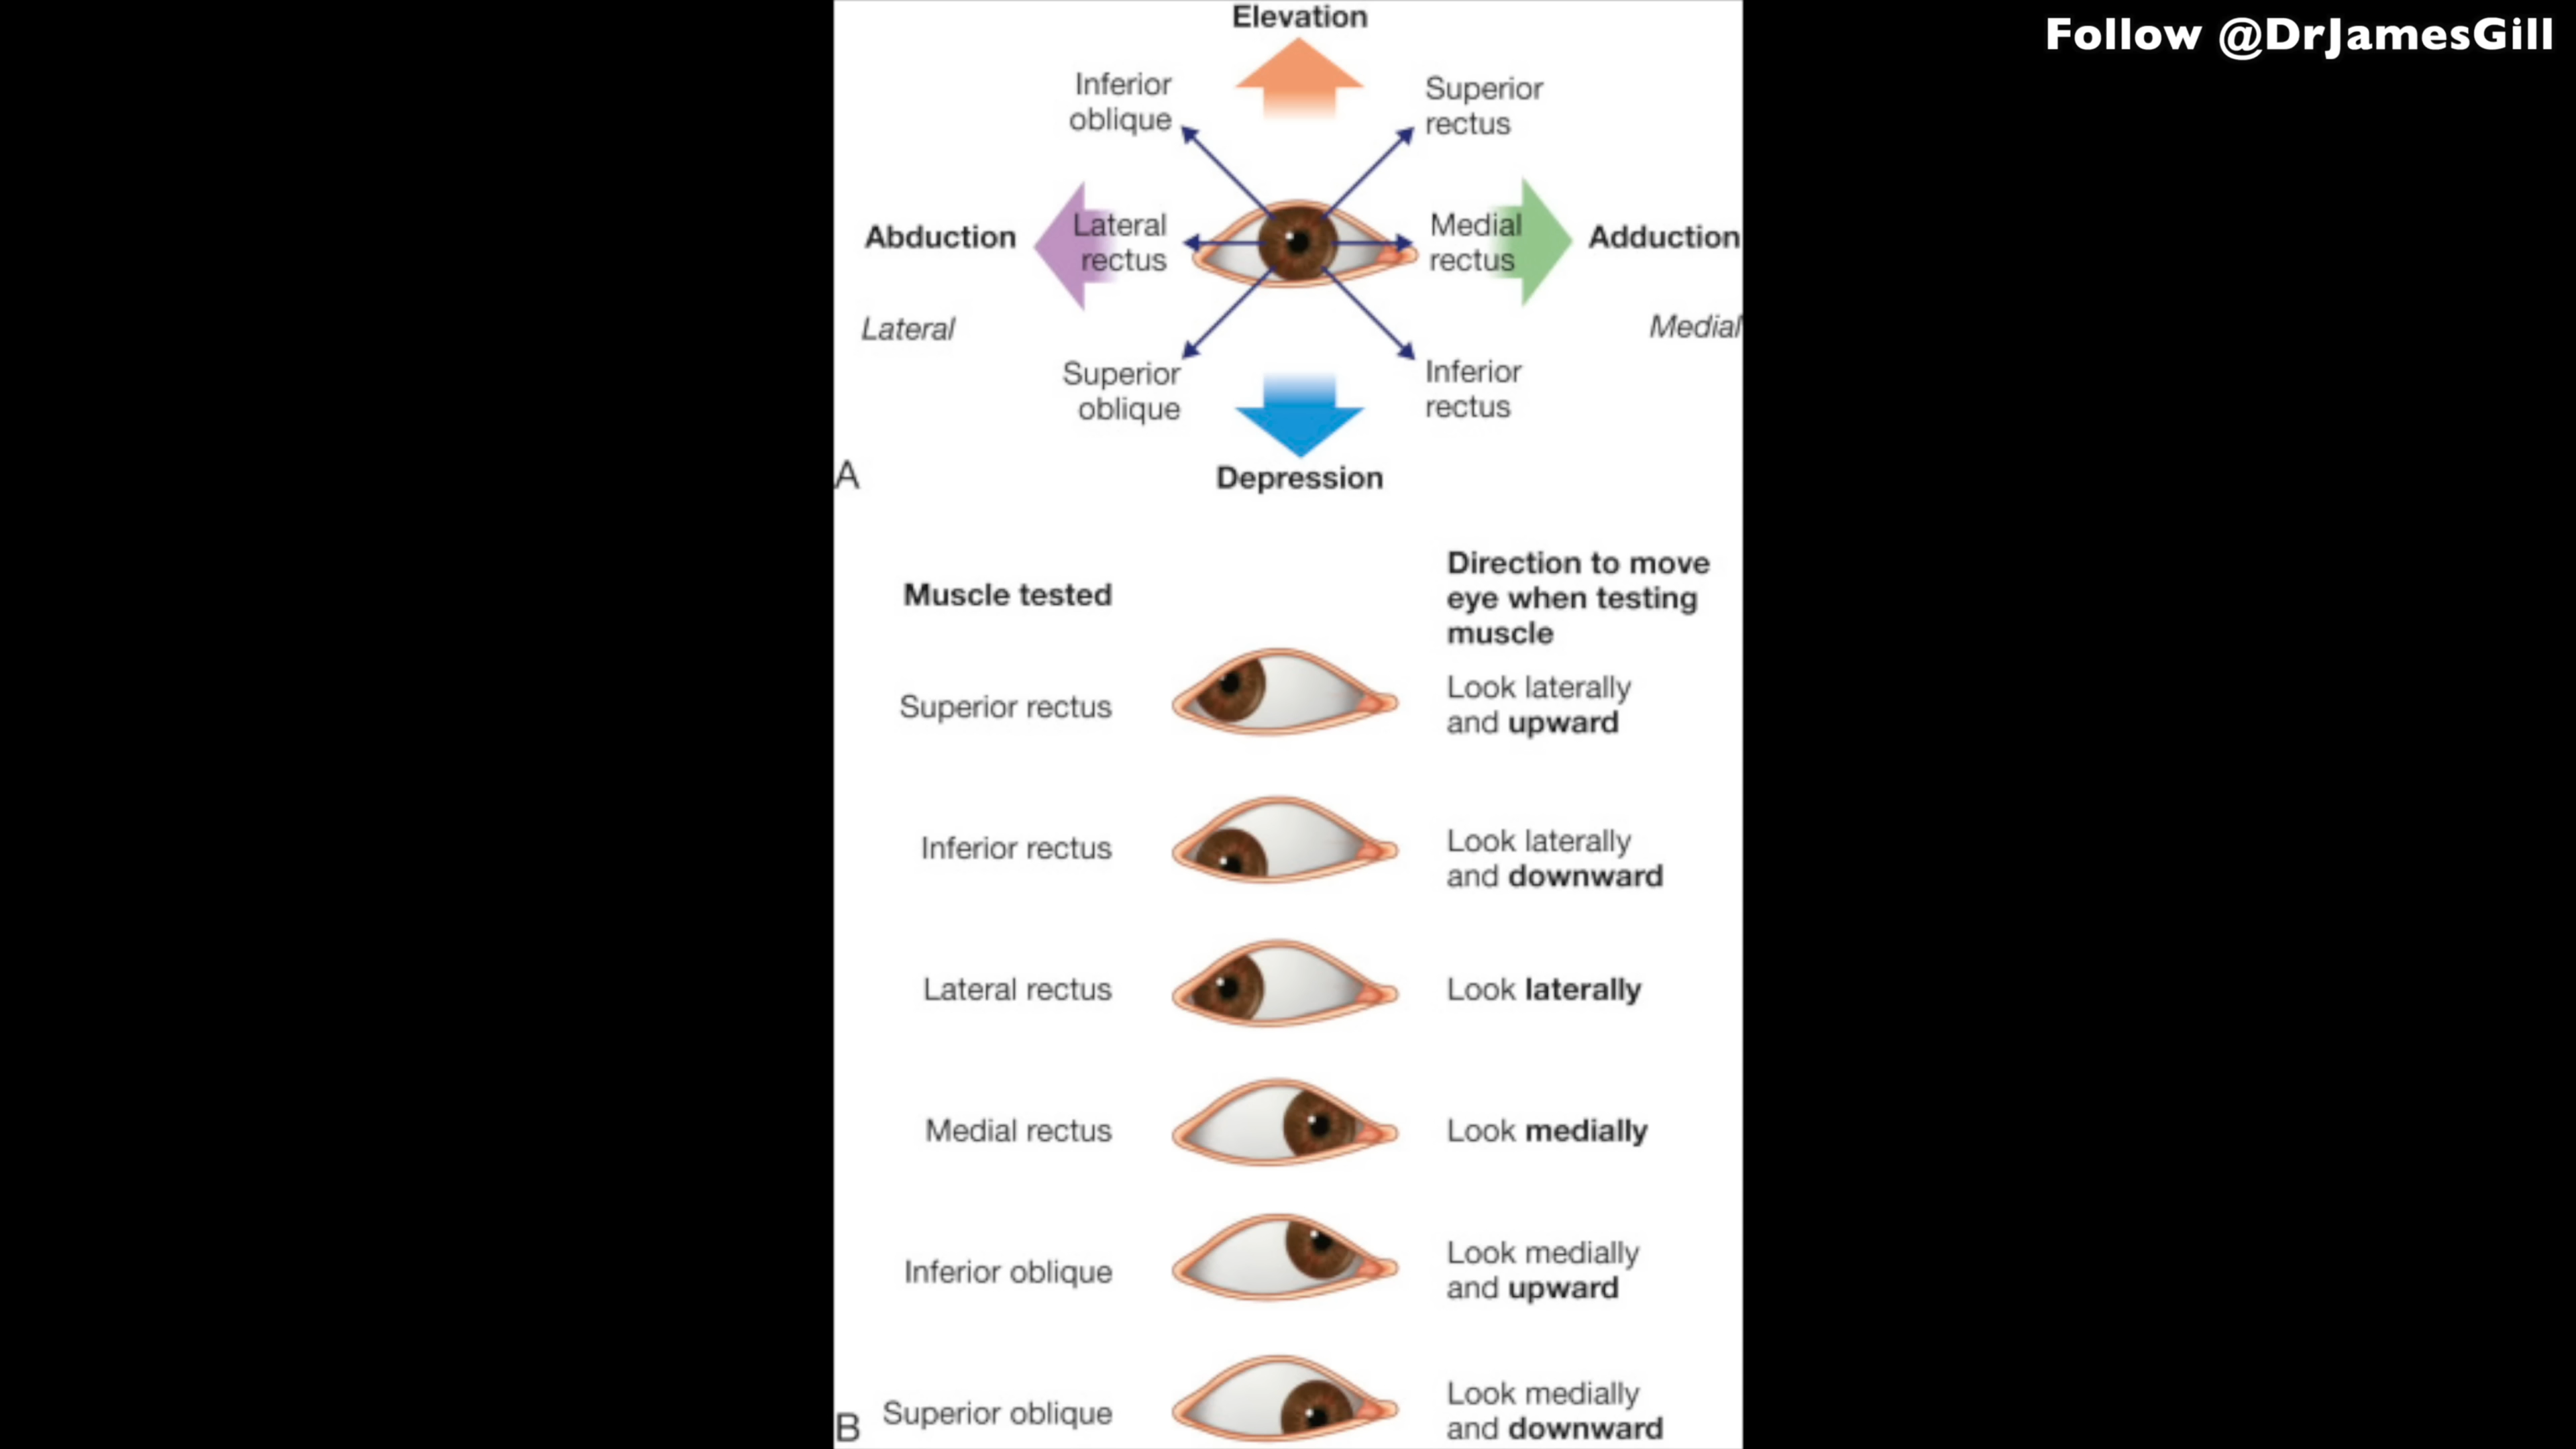 Follow @DrJamesGill
Elevation
Inferior
oblique
Superior
rectus
Abduction
Lateral
rectus
Medial
rectus
Adduction
Lateral
Medial
Superior
oblique
Inferior
rectus
A
Depression
Muscle tested
Direction to move
eye when testing
muscle
Superior rectus
Look laterally
and upward
Inferior rectus
Look laterally
and downward
Lateral rectus
Look laterally
Medial rectus
Look medially
Inferior oblique
Look medially
and upward
B
Superior oblique
Look medially
and downward